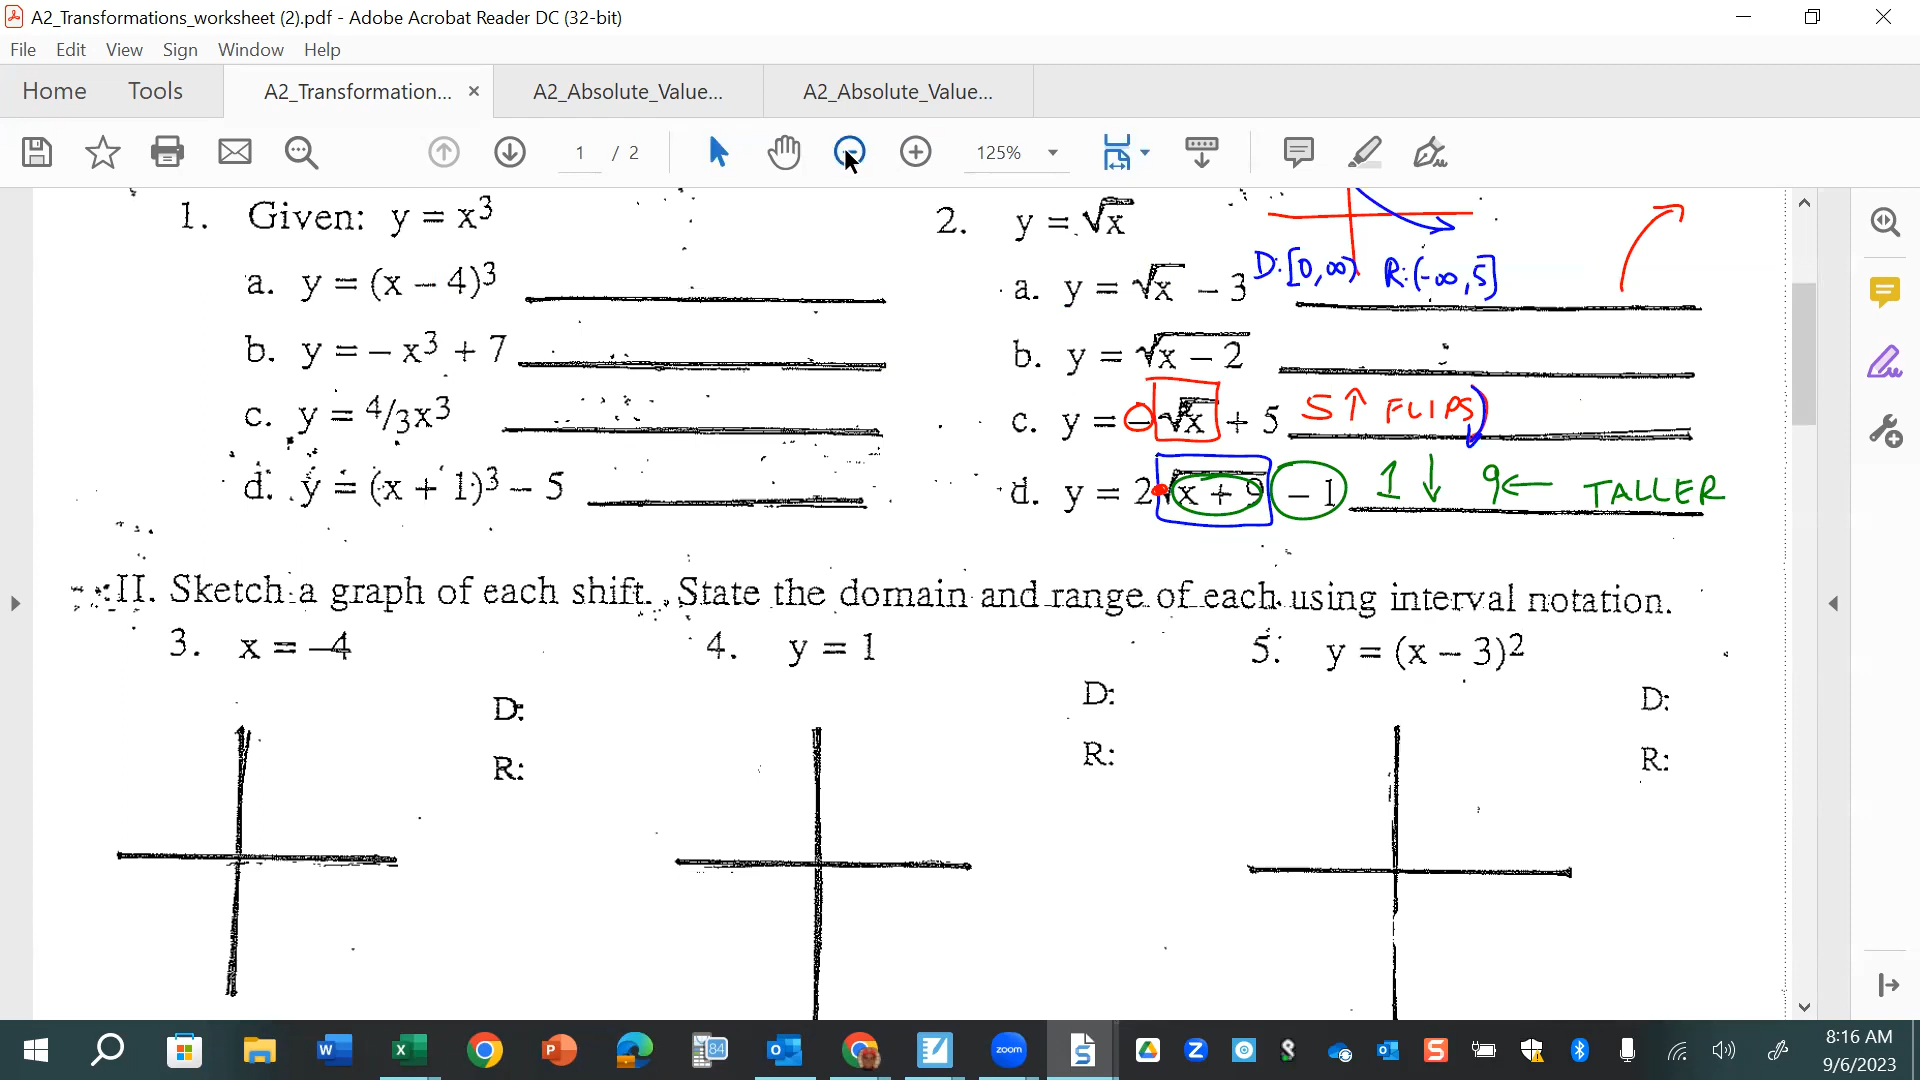 A2_Transformations_worksheet (2).pdf - Adobe Acrobat Reader DC (32-bit)
File Edit View Sign Window Help
Home Tools A2_Transformation... × A2_Absolute_Value... A2_Absolute_Value...
1 / 2 125%
1. Given: y = x³
2. y = √x
D:[0,∞) R:(-∞,5]
a. y = (x – 4)³
a. y = √x – 3
b. y = – x³ + 7
b. y = √x – 2
c. y = 4/3x³
c. y = –√x + 5 5↑ FLIPS
d. y = (x + 1)³ – 5
d. y = 2√x + 9 – 1 1↓ 9← TALLER
II. Sketch a graph of each shift. State the domain and range of each using interval notation.
3. x = –4
4. y = 1
5. y = (x – 3)²
D:
R:
D:
R:
D:
R:
84
zoom
8:16 AM
9/6/2023